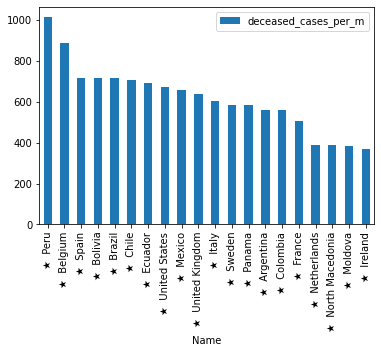 deceased_cases_per_m
1000
800
600
400
200
0
★ Peru
★ Belgium
★ Spain
★ Bolivia
★ Brazil
★ Chile
★ Ecuador
★ United States
★ Mexico
★ United Kingdom
★ Italy
★ Sweden
★ Panama
★ Argentina
★ Colombia
★ France
★ Netherlands
★ North Macedonia
★ Moldova
★ Ireland
Name